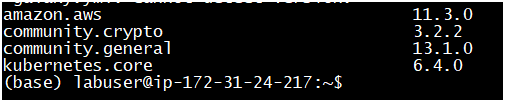 amazon.aws 11.3.0
community.crypto 3.2.2
community.general 13.1.0
kubernetes.core 6.4.0
(base) labuser@ip-172-31-24-217:~$